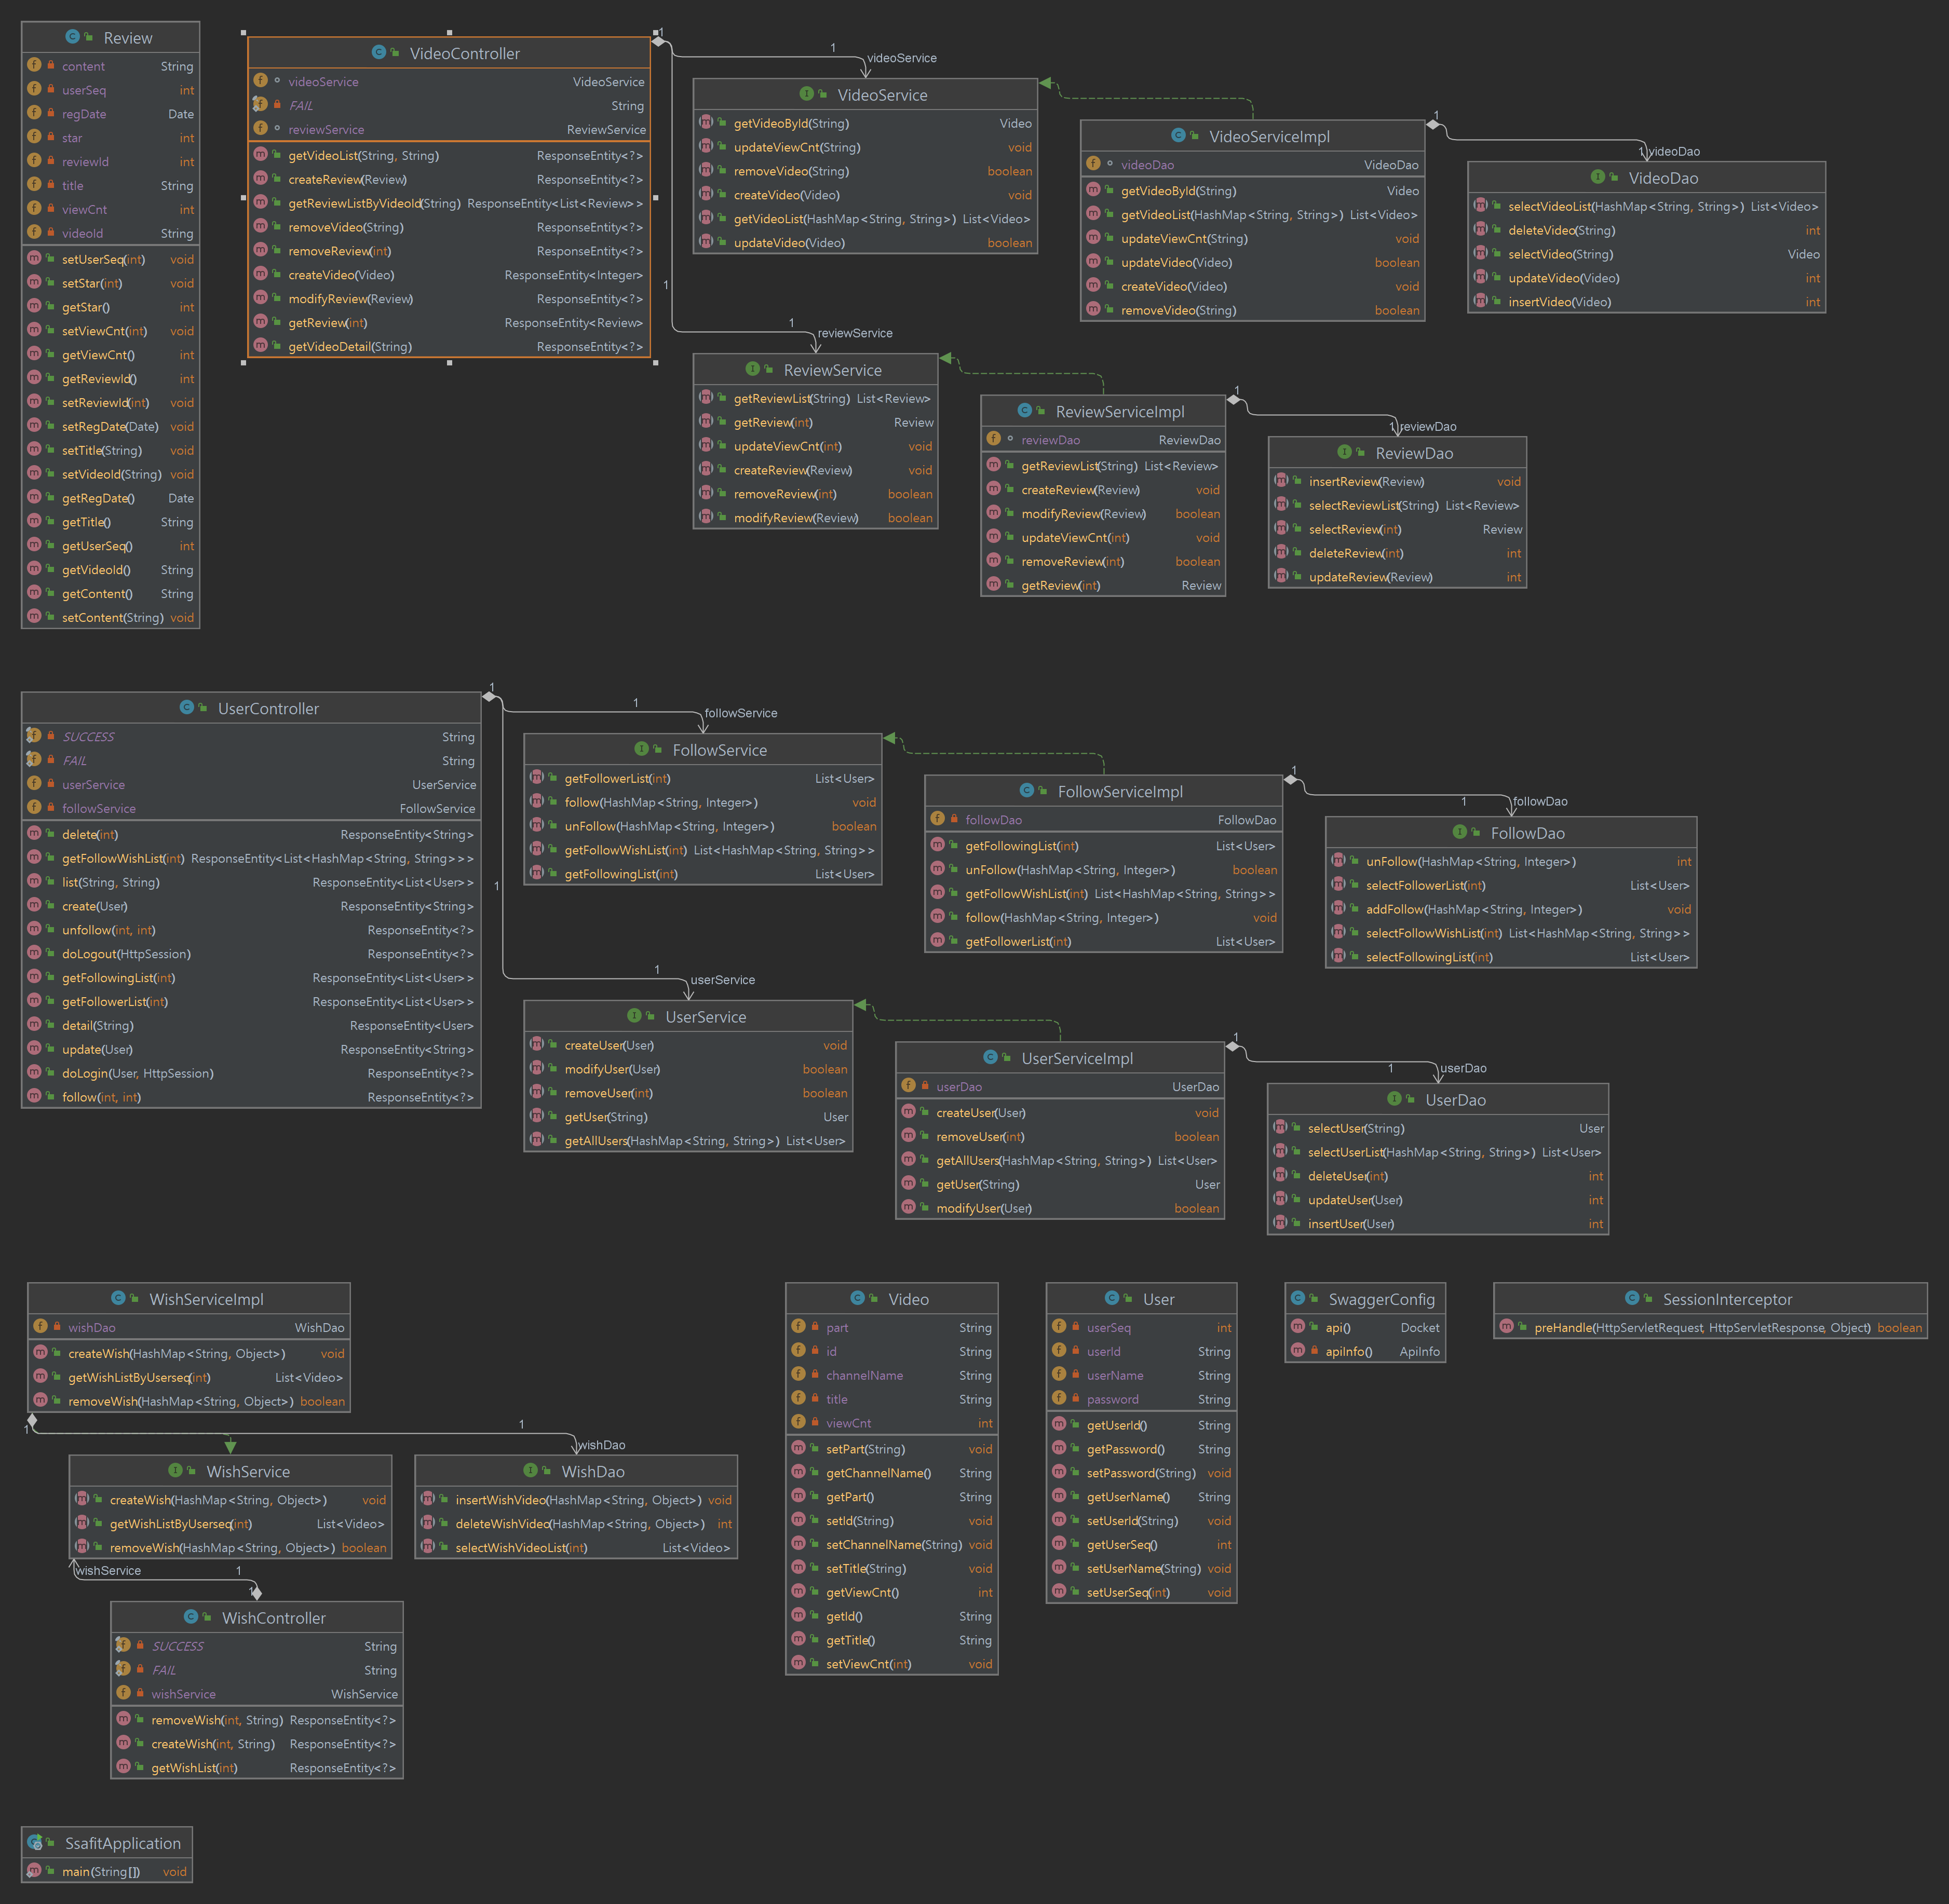 Review
content String
userSeq int
regDate Date
star int
reviewId int
title String
viewCnt int
videoId String
setUserSeq(int) void
setStar(int) void
getStar() int
setViewCnt(int) void
getViewCnt() int
getReviewId() int
setReviewId(int) void
setRegDate(Date) void
setTitle(String) void
setVideoId(String) void
getRegDate() Date
getTitle() String
getUserSeq() int
getVideoId() String
getContent() String
setContent(String) void
VideoController
videoService VideoService
FAIL String
reviewService ReviewService
getVideoList(String, String) ResponseEntity<?>
createReview(Review) ResponseEntity<?>
getReviewListByVideoId(String) ResponseEntity<List<Review>>
removeVideo(String) ResponseEntity<?>
removeReview(int) ResponseEntity<?>
createVideo(Video) ResponseEntity<Integer>
modifyReview(Review) ResponseEntity<?>
getReview(int) ResponseEntity<Review>
getVideoDetail(String) ResponseEntity<?>
1
1
videoService
VideoService
getVideoById(String) Video
updateViewCnt(String) void
removeVideo(String) boolean
createVideo(Video) void
getVideoList(HashMap<String, String>) List<Video>
updateVideo(Video) boolean
VideoServiceImpl
videoDao VideoDao
getVideoById(String) Video
getVideoList(HashMap<String, String>) List<Video>
updateViewCnt(String) void
updateVideo(Video) boolean
createVideo(Video) void
removeVideo(String) boolean
1
1
videoDao
VideoDao
selectVideoList(HashMap<String, String>) List<Video>
deleteVideo(String) int
selectVideo(String) Video
updateVideo(Video) int
insertVideo(Video) int
1
1
reviewService
ReviewService
getReviewList(String) List<Review>
getReview(int) Review
updateViewCnt(int) void
createReview(Review) void
removeReview(int) boolean
modifyReview(Review) boolean
ReviewServiceImpl
reviewDao ReviewDao
getReviewList(String) List<Review>
createReview(Review) void
modifyReview(Review) boolean
updateViewCnt(int) void
removeReview(int) boolean
getReview(int) Review
1
1
reviewDao
ReviewDao
insertReview(Review) void
selectReviewList(String) List<Review>
selectReview(int) Review
deleteReview(int) int
updateReview(Review) int
UserController
SUCCESS String
FAIL String
userService UserService
followService FollowService
delete(int) ResponseEntity<String>
getFollowWishList(int) ResponseEntity<List<HashMap<String, String>>>
list(String, String) ResponseEntity<List<User>>
create(User) ResponseEntity<String>
unfollow(int, int) ResponseEntity<?>
doLogout(HttpSession) ResponseEntity<?>
getFollowingList(int) ResponseEntity<List<User>>
getFollowerList(int) ResponseEntity<List<User>>
detail(String) ResponseEntity<User>
update(User) ResponseEntity<String>
doLogin(User, HttpSession) ResponseEntity<?>
follow(int, int) ResponseEntity<?>
1
1
followService
FollowService
getFollowerList(int) List<User>
follow(HashMap<String, Integer>) void
unFollow(HashMap<String, Integer>) boolean
getFollowWishList(int) List<HashMap<String, String>>
getFollowingList(int) List<User>
FollowServiceImpl
followDao FollowDao
getFollowingList(int) List<User>
unFollow(HashMap<String, Integer>) boolean
getFollowWishList(int) List<HashMap<String, String>>
follow(HashMap<String, Integer>) void
getFollowerList(int) List<User>
1
1
followDao
FollowDao
unFollow(HashMap<String, Integer>) int
selectFollowerList(int) List<User>
addFollow(HashMap<String, Integer>) void
selectFollowWishList(int) List<HashMap<String, String>>
selectFollowingList(int) List<User>
1
1
userService
UserService
createUser(User) void
modifyUser(User) boolean
removeUser(int) boolean
getUser(String) User
getAllUsers(HashMap<String, String>) List<User>
UserServiceImpl
userDao UserDao
createUser(User) void
removeUser(int) boolean
getAllUsers(HashMap<String, String>) List<User>
getUser(String) User
modifyUser(User) boolean
1
1
userDao
UserDao
selectUser(String) User
selectUserList(HashMap<String, String>) List<User>
deleteUser(int) int
updateUser(User) int
insertUser(User) int
WishServiceImpl
wishDao WishDao
createWish(HashMap<String, Object>) void
getWishListByUserseq(int) List<Video>
removeWish(HashMap<String, Object>) boolean
1
1
wishDao
WishService
createWish(HashMap<String, Object>) void
getWishListByUserseq(int) List<Video>
removeWish(HashMap<String, Object>) boolean
WishDao
insertWishVideo(HashMap<String, Object>) void
deleteWishVideo(HashMap<String, Object>) int
selectWishVideoList(int) List<Video>
wishService
1
1
WishController
SUCCESS String
FAIL String
wishService WishService
removeWish(int, String) ResponseEntity<?>
createWish(int, String) ResponseEntity<?>
getWishList(int) ResponseEntity<?>
Video
part String
id String
channelName String
title String
viewCnt int
setPart(String) void
getChannelName() String
getPart() String
setId(String) void
setChannelName(String) void
setTitle(String) void
getViewCnt() int
getId() String
getTitle() String
setViewCnt(int) void
User
userSeq int
userId String
userName String
password String
getUserId() String
getPassword() String
setPassword(String) void
getUserName() String
setUserId(String) void
getUserSeq() int
setUserName(String) void
setUserSeq(int) void
SwaggerConfig
api() Docket
apiInfo() ApiInfo
SessionInterceptor
preHandle(HttpServletRequest, HttpServletResponse, Object) boolean
SsafitApplication
main(String[]) void